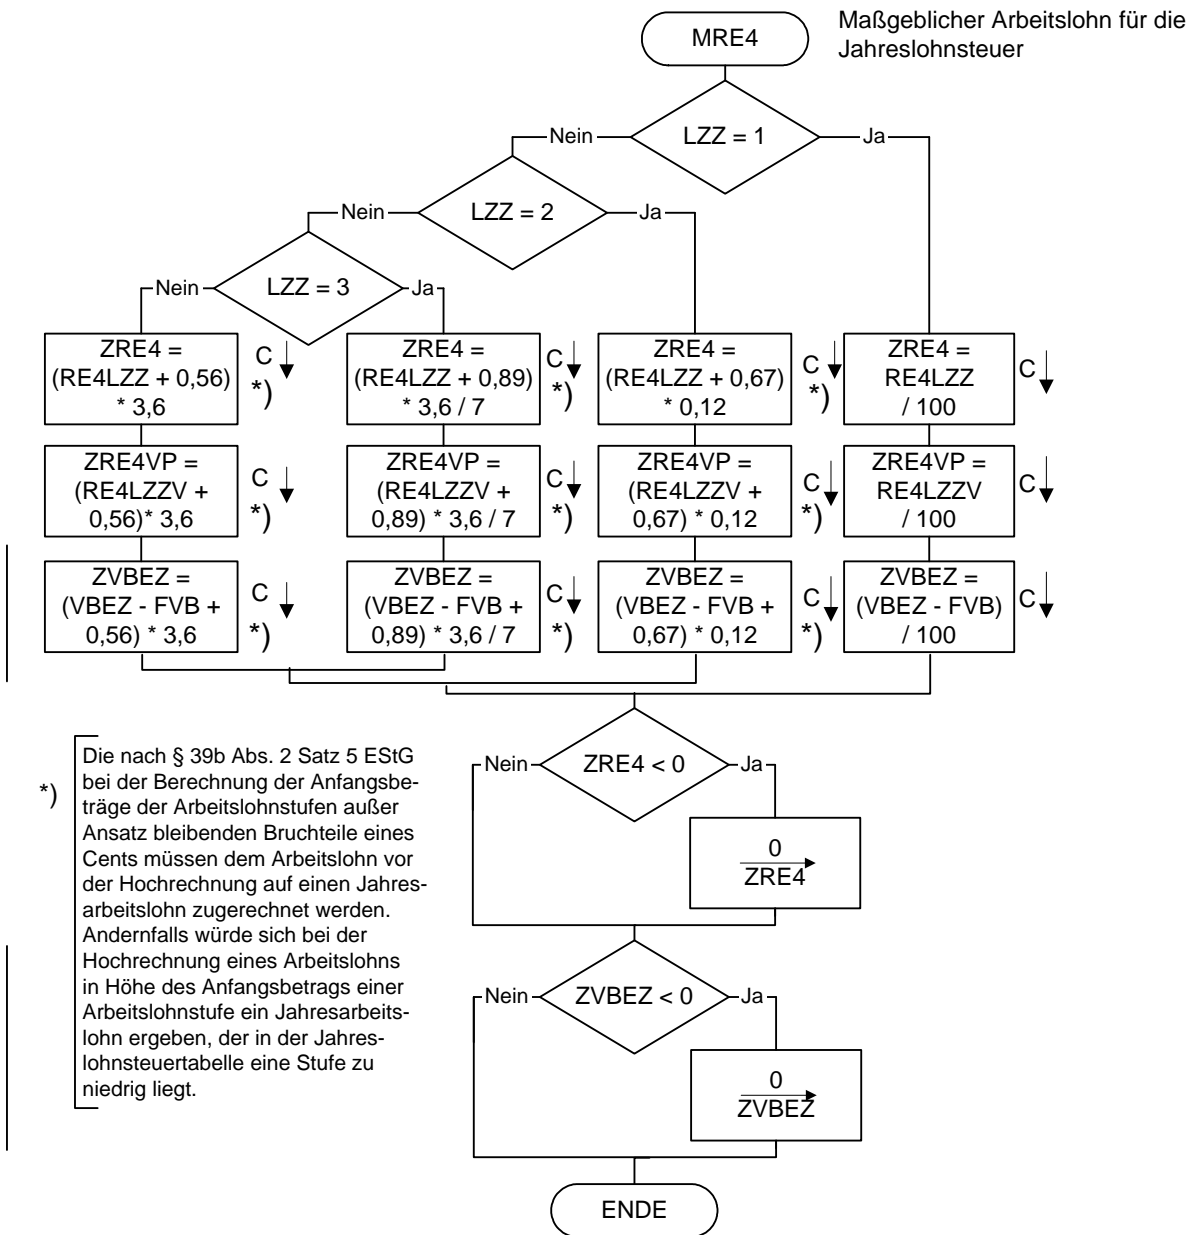 MRE4
Maßgeblicher Arbeitslohn für die
Jahreslohnsteuer
LZZ = 1
Nein
Ja
LZZ = 2
Nein
Ja
LZZ = 3
Nein
Ja
ZRE4 =
(RE4LZZ + 0,56)
* 3,6
C
*)
ZRE4 =
(RE4LZZ + 0,89)
* 3,6 / 7
C
*)
ZRE4 =
(RE4LZZ + 0,67)
* 0,12
C
*)
ZRE4 =
RE4LZZ
/ 100
C
ZRE4VP =
(RE4LZZV +
0,56)* 3,6
C
*)
ZRE4VP =
(RE4LZZV +
0,89) * 3,6 / 7
C
*)
ZRE4VP =
(RE4LZZV +
0,67) * 0,12
C
*)
ZRE4VP =
RE4LZZV
/ 100
C
ZVBEZ =
(VBEZ - FVB +
0,56) * 3,6
C
*)
ZVBEZ =
(VBEZ - FVB +
0,89) * 3,6 / 7
C
*)
ZVBEZ =
(VBEZ - FVB +
0,67) * 0,12
C
*)
ZVBEZ =
(VBEZ - FVB)
/ 100
C
*)
Die nach § 39b Abs. 2 Satz 5 EStG
bei der Berechnung der Anfangsbe-
träge der Arbeitslohnstufen außer
Ansatz bleibenden Bruchteile eines
Cents müssen dem Arbeitslohn vor
der Hochrechnung auf einen Jahres-
arbeitslohn zugerechnet werden.
Andernfalls würde sich bei der
Hochrechnung eines Arbeitslohns
in Höhe des Anfangsbetrags einer
Arbeitslohnstufe ein Jahresarbeits-
lohn ergeben, der in der Jahres-
lohnsteuertabelle eine Stufe zu
niedrig liegt.
ZRE4 < 0
Nein
Ja
0
ZRE4
ZVBEZ < 0
Nein
Ja
0
ZVBEZ
ENDE